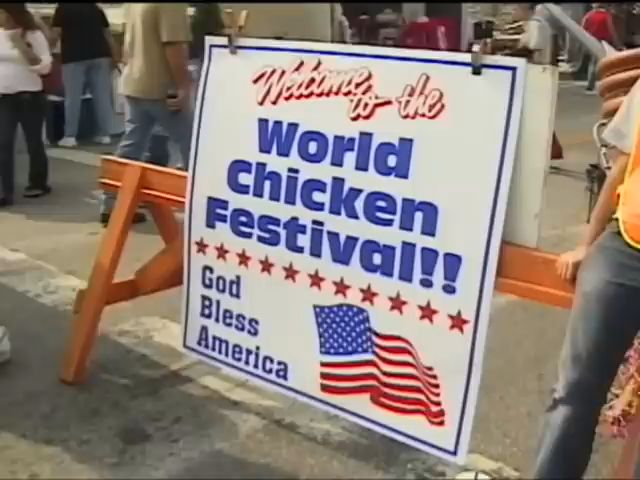 Welcome
to the
World
Chicken
Festival!!
God
Bless
America